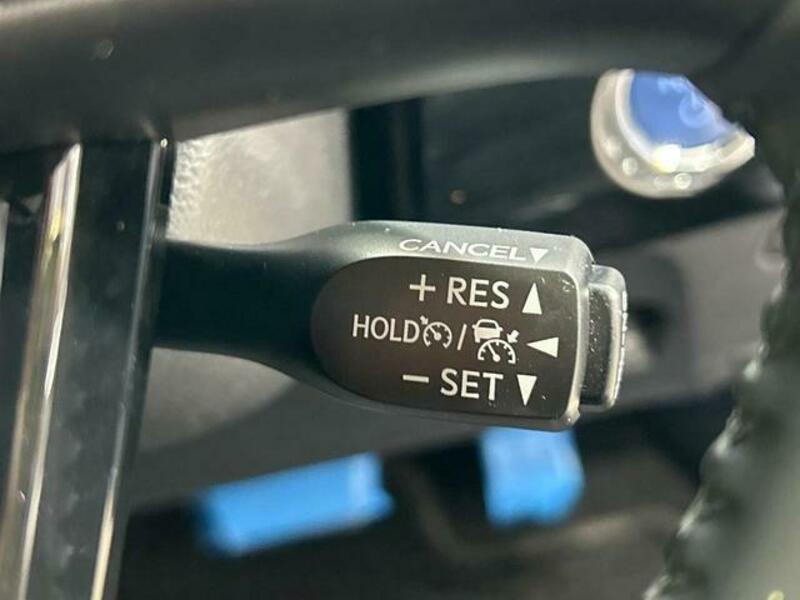 CANCEL▼
+ RES ▲
HOLD / ◀
− SET ▼